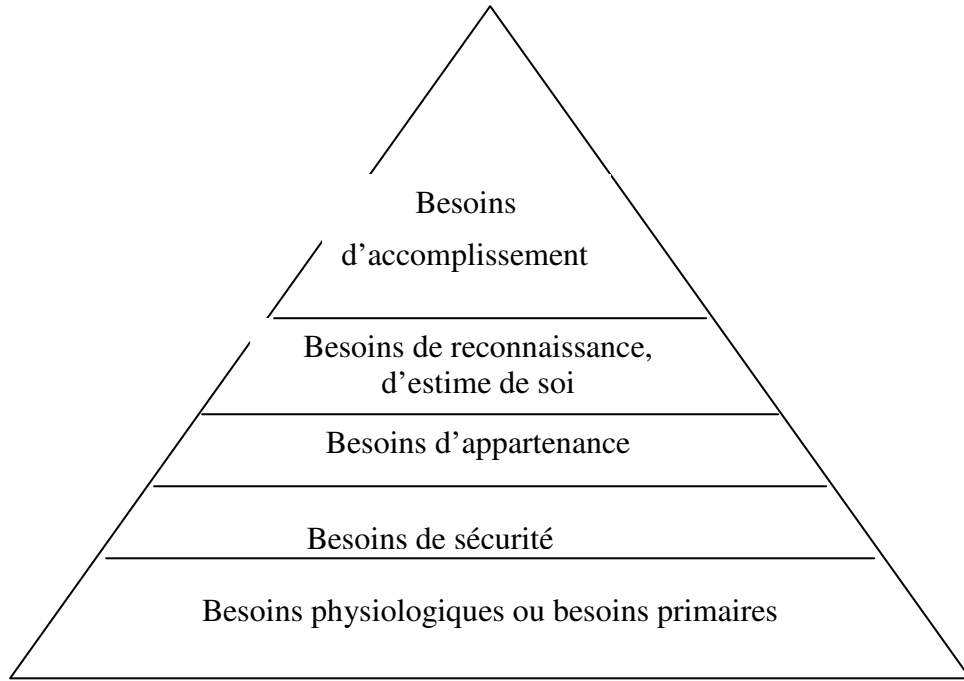 Besoins
d’accomplissement
Besoins de reconnaissance,
d’estime de soi
Besoins d’appartenance
Besoins de sécurité
Besoins physiologiques ou besoins primaires